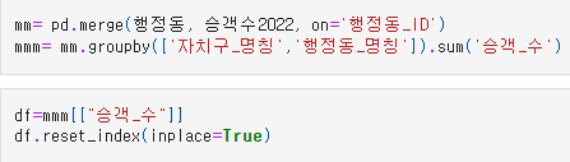 mm= pd.merge(행정동, 승객수2022, on='행정동_ID')
mmm= mm.groupby(['자치구_명칭','행정동_명칭']).sum('승객_수')
df=mmm[["승객_수"]]
df.reset_index(inplace=True)